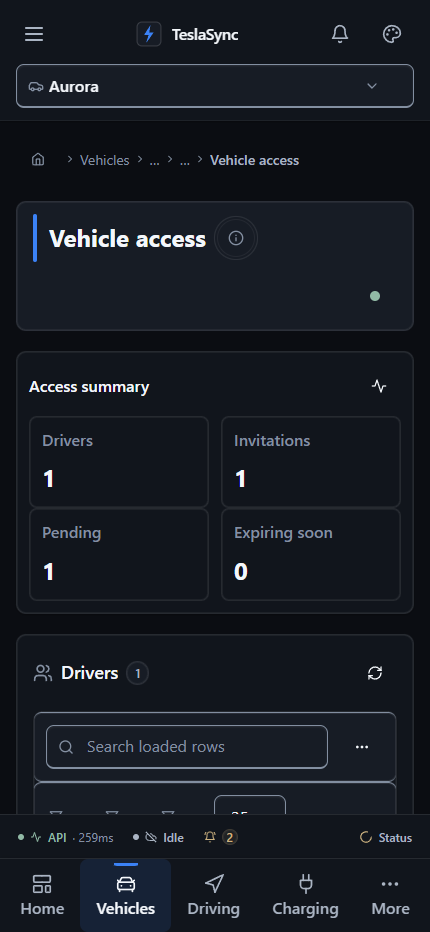 TeslaSync
Aurora
Vehicles ... ... Vehicle access
Vehicle access
Access summary
Drivers
1
Invitations
1
Pending
1
Expiring soon
0
Drivers 1
Search loaded rows
API · 259ms Idle 2 Status
Home Vehicles Driving Charging More